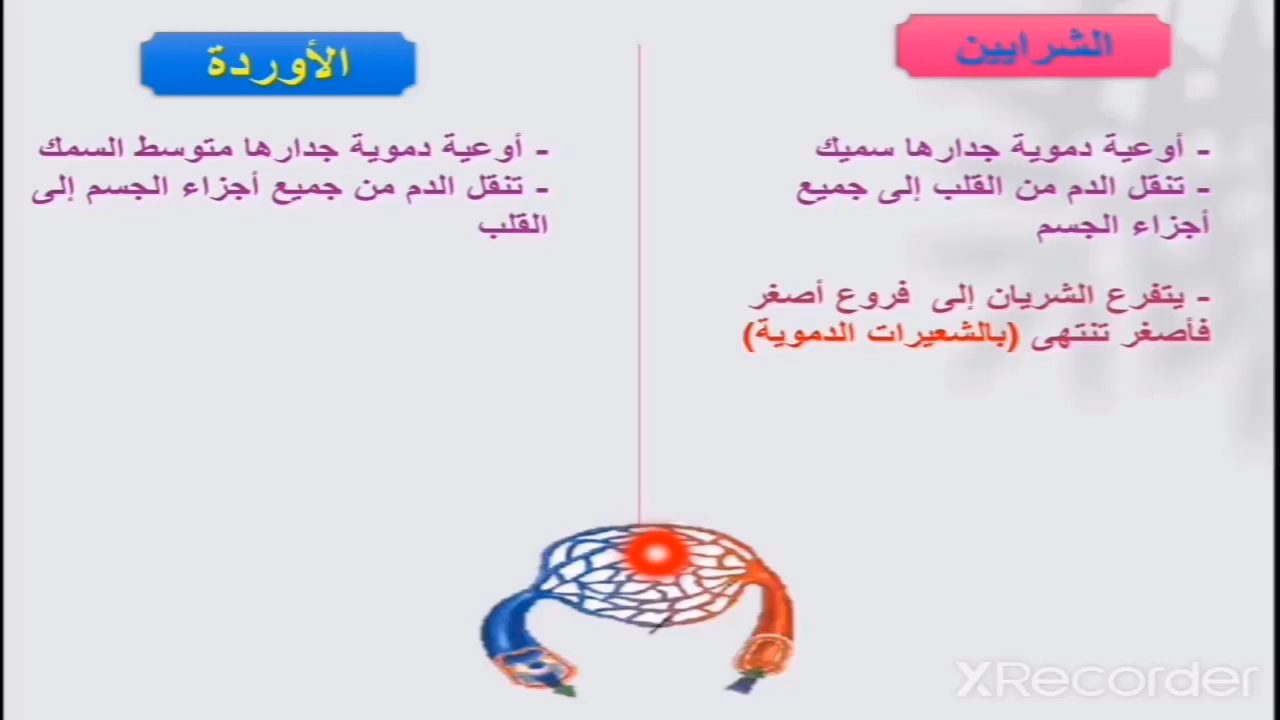 الشرايين
- أوعية دموية جدارها سميك
- تنقل الدم من القلب إلى جميع
أجزاء الجسم
- يتفرع الشريان إلى فروع أصغر
فأصغر تنتهى (بالشعيرات الدموية)
الأوردة
- أوعية دموية جدارها متوسط السمك
- تنقل الدم من جميع أجزاء الجسم إلى
القلب
XRecorder